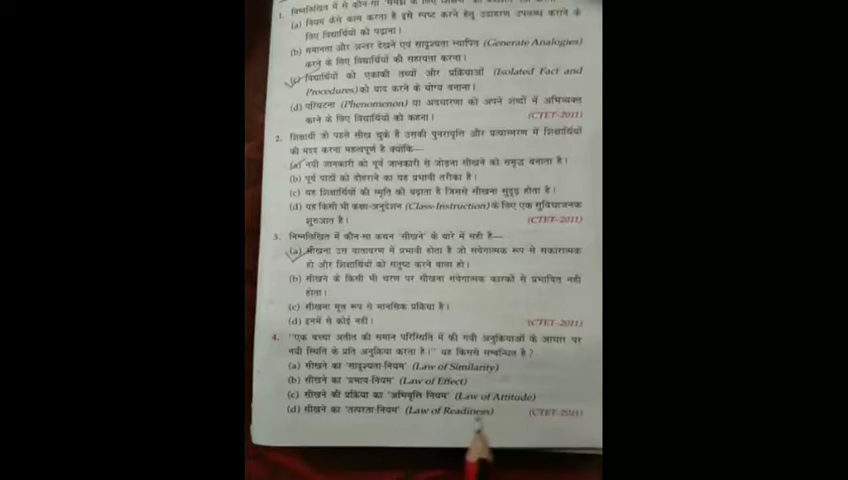 1. निम्नलिखित में से कौन-सा 'समझ के लिए शिक्षण'
(a) नियम कैसे काम करता है इसे स्पष्ट करने हेतु उदाहरण उपलब्ध कराने के
लिए विद्यार्थियों को पढ़ाना।
(b) समानता और अन्तर देखने एवं सादृश्यता स्थापित (Generate Analogies)
करने के लिए विद्यार्थियों की सहायता करना।
(c) विद्यार्थियों को एकाकी तथ्यों और प्रक्रियाओं (Isolated Fact and
Procedures) को याद करने के योग्य बनाना।
(d) परिघटना (Phenomenon) या अवधारणा को अपने शब्दों में अभिव्यक्त
करने के लिए विद्यार्थियों को कहना। (CTET-2011)
2. शिक्षार्थी जो पहले सीख चुके हैं उसकी पुनरावृत्ति और प्रत्यास्मरण में शिक्षार्थियों
की मदद करना महत्वपूर्ण है क्योंकि—
(a) नयी जानकारी को पूर्व जानकारी से जोड़ना सीखने को समृद्ध बनाता है।
(b) पूर्व पाठों को दोहराने का यह प्रभावी तरीका है।
(c) यह शिक्षार्थियों की स्मृति को बढ़ाता है जिससे सीखना सुदृढ़ होता है।
(d) यह किसी भी कक्षा-अनुदेशन (Class-Instruction) के लिए एक सुविधाजनक
शुरुआत है। (CTET-2011)
3. निम्नलिखित में कौन-सा कथन 'सीखने' के बारे में सही है—
(a) सीखना उस वातावरण में प्रभावी होता है जो संवेगात्मक रूप से सकारात्मक
हो और शिक्षार्थियों को सतुष्ट करने वाला हो।
(b) सीखने के किसी भी चरण पर सीखना संवेगात्मक कारकों से प्रभावित नहीं
होता।
(c) सीखना मूल रूप से मानसिक प्रक्रिया है।
(d) इनमें से कोई नहीं। (CTET-2011)
4. ''एक बच्चा अतीत की समान परिस्थिति में की गयी अनुक्रियाओं के आधार पर
नयी स्थिति के प्रति अनुक्रिया करता है।'' यह किससे सम्बन्धित है?
(a) सीखने का 'सादृश्यता-नियम' (Law of Similarity)
(b) सीखने का 'प्रभाव-नियम' (Law of Effect)
(c) सीखने की प्रक्रिया का 'अभिवृत्ति नियम' (Law of Attitude)
(d) सीखने का 'तत्परता-नियम' (Law of Readiness) (CTET-2011)